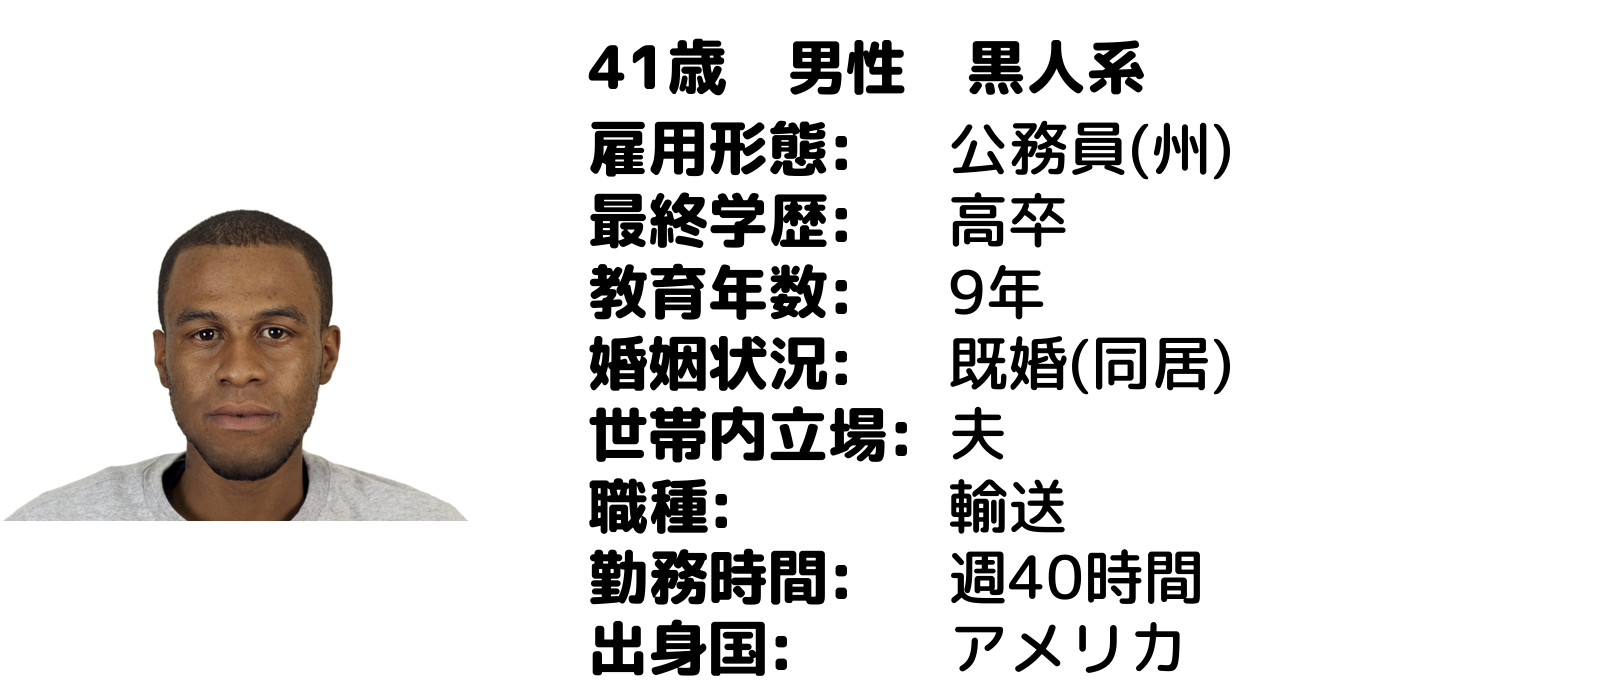 41歳　男性　黒人系
雇用形態:　公務員(州)
最終学歴:　高卒
教育年数:　9年
婚姻状況:　既婚(同居)
世帯内立場:　夫
職種:　輸送
勤務時間:　週40時間
出身国:　アメリカ